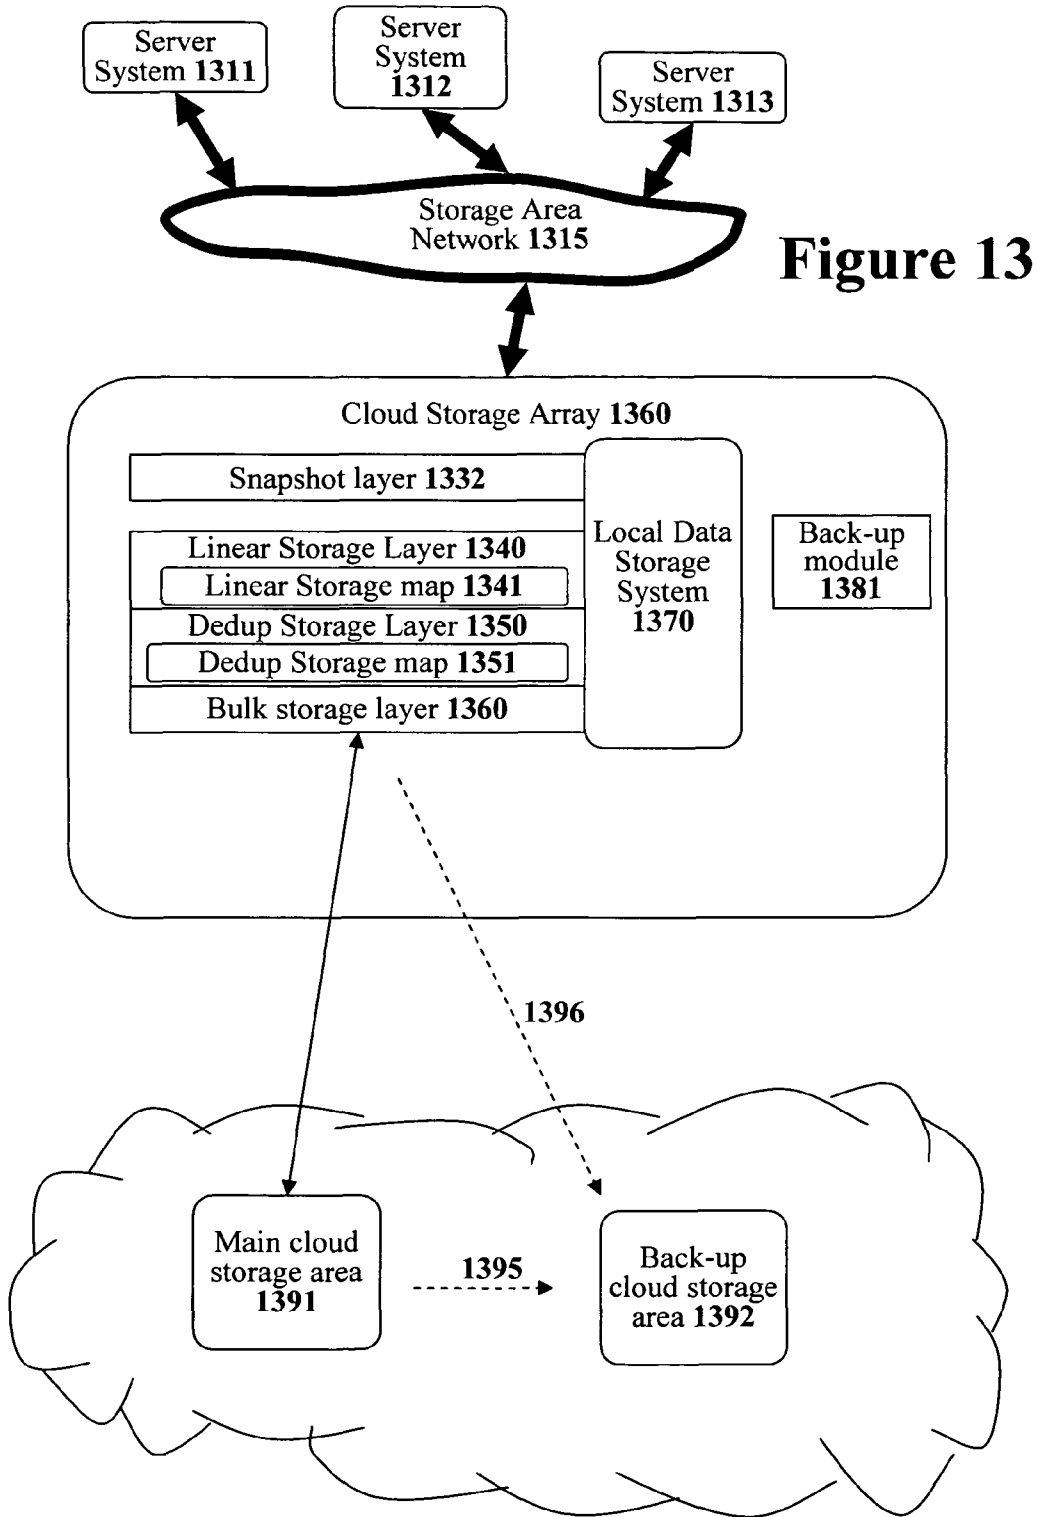 Server
System 1311
Server
System
1312
Server
System 1313
Storage Area
Network 1315
Figure 13
Cloud Storage Array 1360
Snapshot layer 1332
Linear Storage Layer 1340
Linear Storage map 1341
Dedup Storage Layer 1350
Dedup Storage map 1351
Bulk storage layer 1360
Local Data
Storage
System
1370
Back-up
module
1381
1396
Main cloud
storage area
1391
1395
Back-up
cloud storage
area 1392